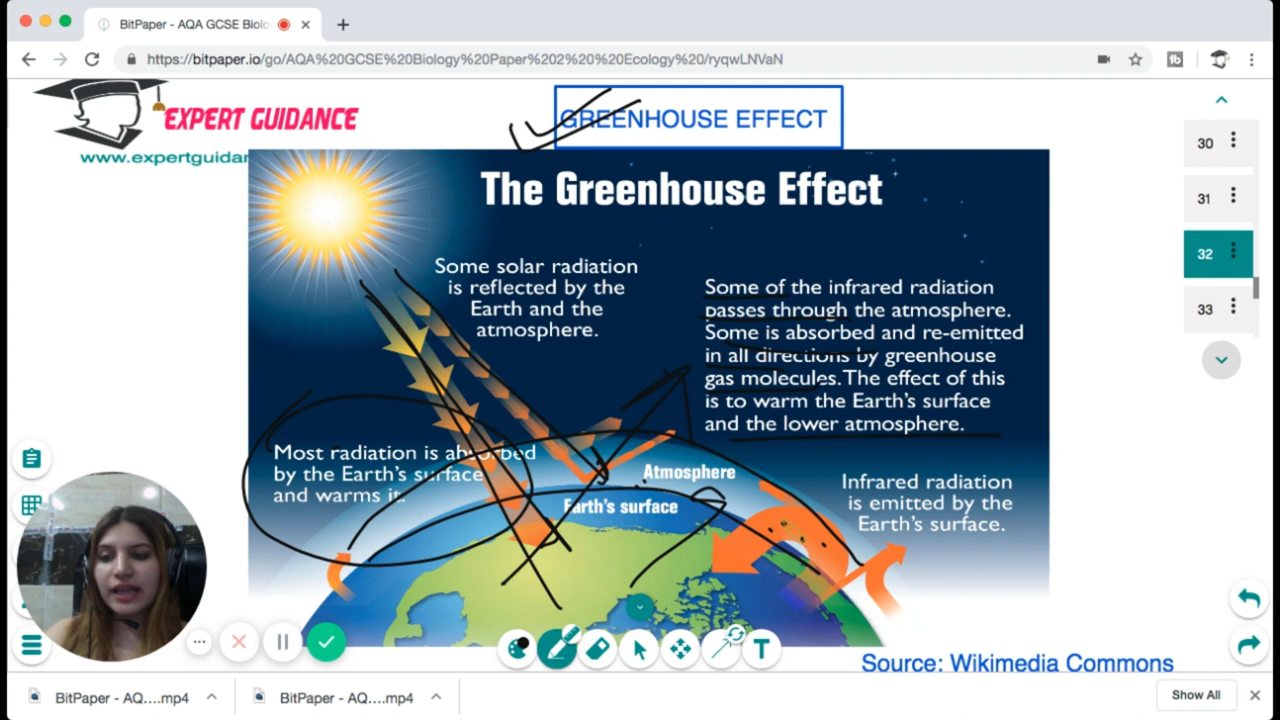 BitPaper - AQA GCSE Biolo
https://bitpaper.io/go/AQA%20GCSE%20Biology%20Paper%202%20%20Ecology%20/ryqwLNVaN
EXPERT GUIDANCE
www.expertguidan
GREENHOUSE EFFECT
The Greenhouse Effect
Some solar radiation
is reflected by the
Earth and the
atmosphere.
Some of the infrared radiation
passes through the atmosphere.
Some is absorbed and re-emitted
in all directions by greenhouse
gas molecules. The effect of this
is to warm the Earth's surface
and the lower atmosphere.
Most radiation is absorbed
by the Earth's surface
and warms it.
Atmosphere
Earth's surface
Infrared radiation
is emitted by the
Earth's surface.
30
31
32
33
T
Source: Wikimedia Commons
BitPaper - AQ....mp4
BitPaper - AQ....mp4
Show All